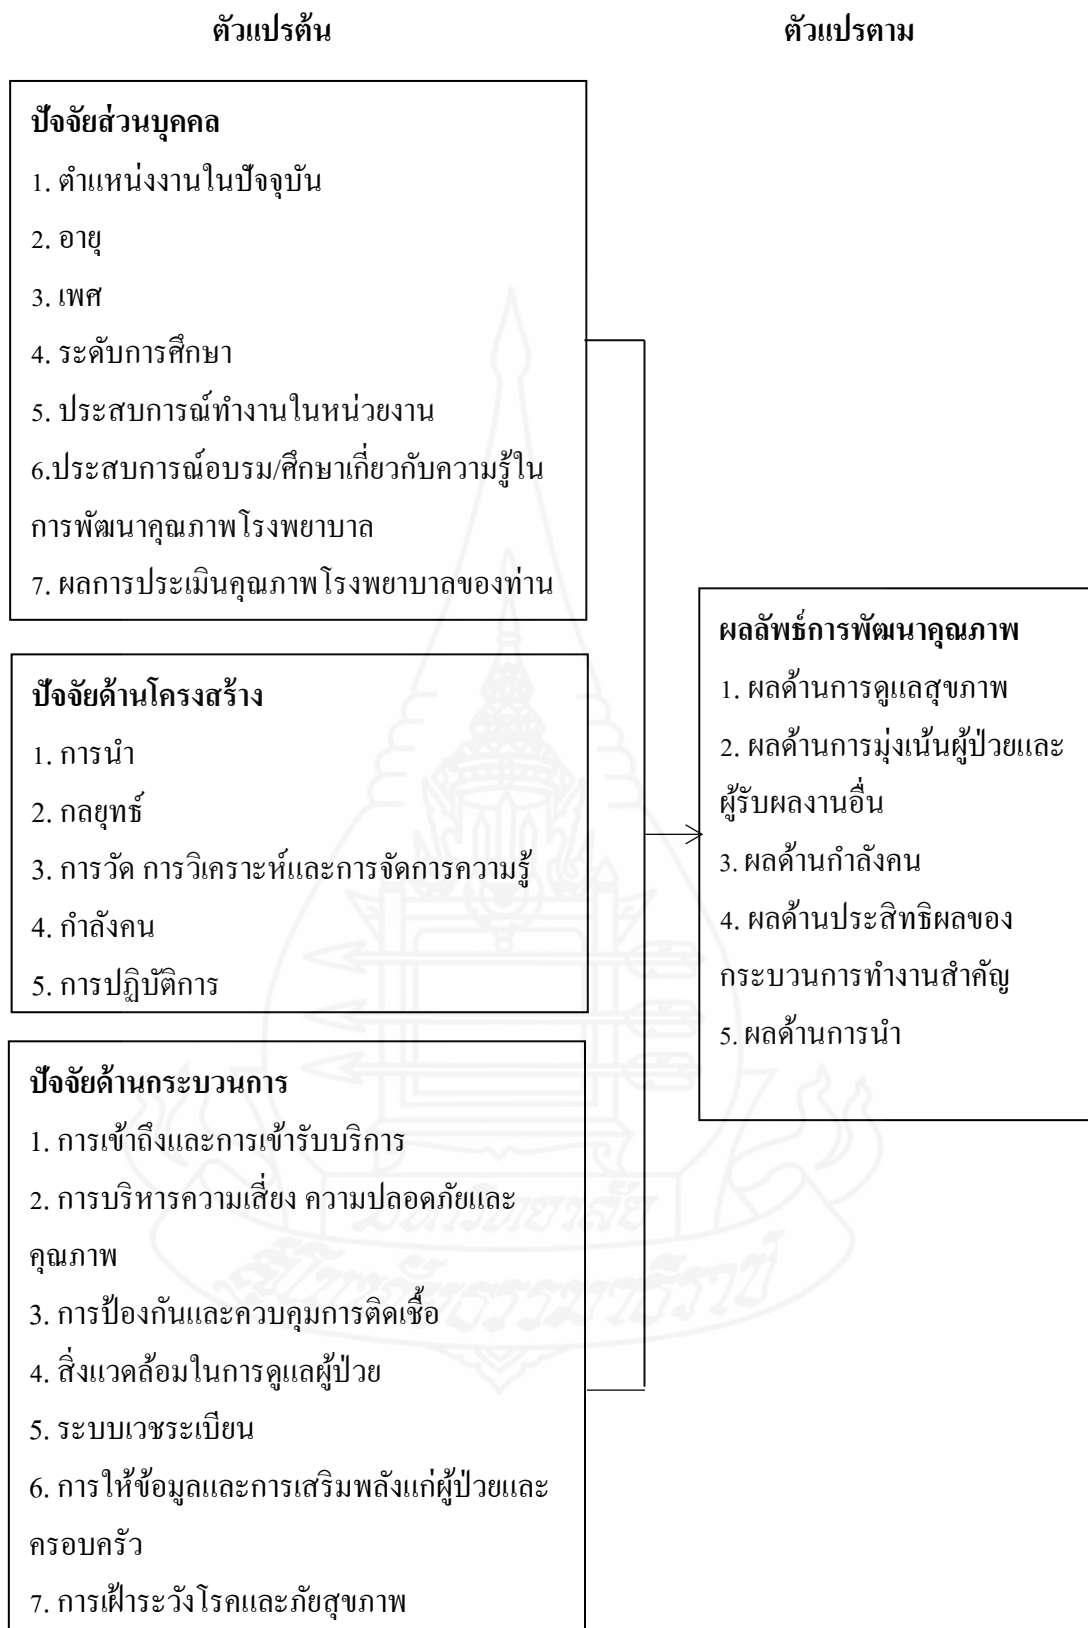 ตัวแปรต้น
ตัวแปรตาม
ปัจจัยส่วนบุคคล
1. ตำแหน่งงานในปัจจุบัน
2. อายุ
3. เพศ
4. ระดับการศึกษา
5. ประสบการณ์ทำงานในหน่วยงาน
6.ประสบการณ์อบรม/ศึกษาเกี่ยวกับความรู้ใน
การพัฒนาคุณภาพโรงพยาบาล
7. ผลการประเมินคุณภาพโรงพยาบาลของท่าน
ปัจจัยด้านโครงสร้าง
1. การนำ
2. กลยุทธ์
3. การวัด การวิเคราะห์และการจัดการความรู้
4. กำลังคน
5. การปฏิบัติการ
ปัจจัยด้านกระบวนการ
1. การเข้าถึงและการเข้ารับบริการ
2. การบริหารความเสี่ยง ความปลอดภัยและ
คุณภาพ
3. การป้องกันและควบคุมการติดเชื้อ
4. สิ่งแวดล้อมในการดูแลผู้ป่วย
5. ระบบเวชระเบียน
6. การให้ข้อมูลและการเสริมพลังแก่ผู้ป่วยและ
ครอบครัว
7. การเฝ้าระวังโรคและภัยสุขภาพ
ผลลัพธ์การพัฒนาคุณภาพ
1. ผลด้านการดูแลสุขภาพ
2. ผลด้านการมุ่งเน้นผู้ป่วยและ
ผู้รับผลงานอื่น
3. ผลด้านกำลังคน
4. ผลด้านประสิทธิผลของ
กระบวนการทำงานสำคัญ
5. ผลด้านการนำ
มหาวิทยาลัย
สุโขทัยธรรมาธิราช